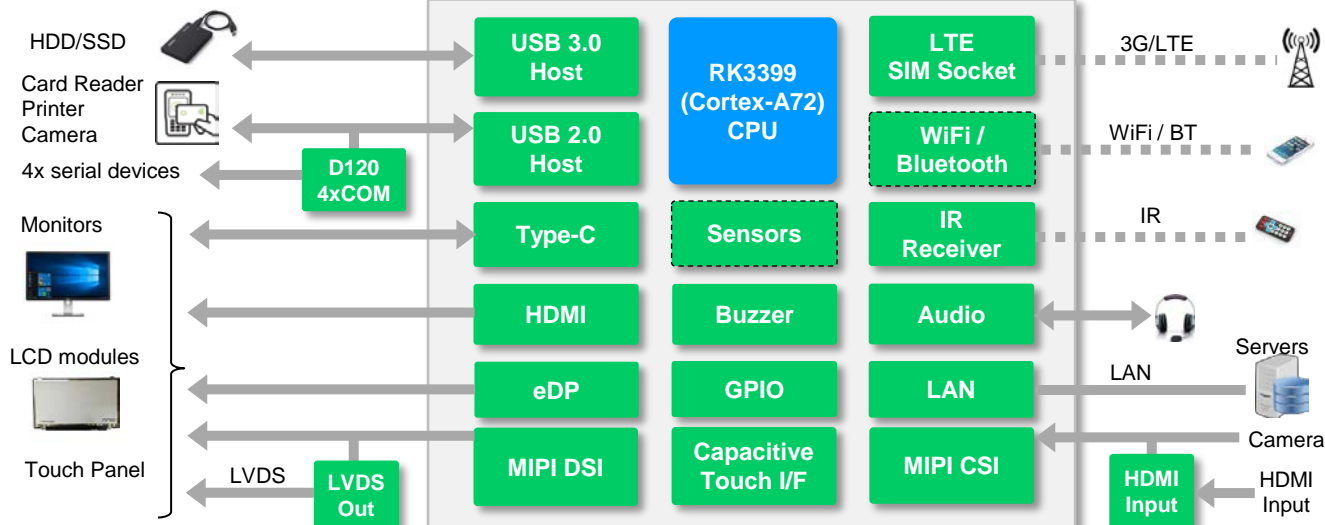 HDD/SSD
Card Reader
Printer
Camera
4x serial devices
D120
4xCOM
Monitors
LCD modules
Touch Panel
LVDS
LVDS
Out
USB 3.0
Host
USB 2.0
Host
Type-C
HDMI
eDP
MIPI DSI
RK3399
(Cortex-A72)
CPU
Sensors
Buzzer
GPIO
Capacitive
Touch I/F
LTE
SIM Socket
WiFi /
Bluetooth
IR
Receiver
Audio
LAN
MIPI CSI
3G/LTE
WiFi / BT
IR
Servers
LAN
Camera
HDMI
Input
HDMI
Input